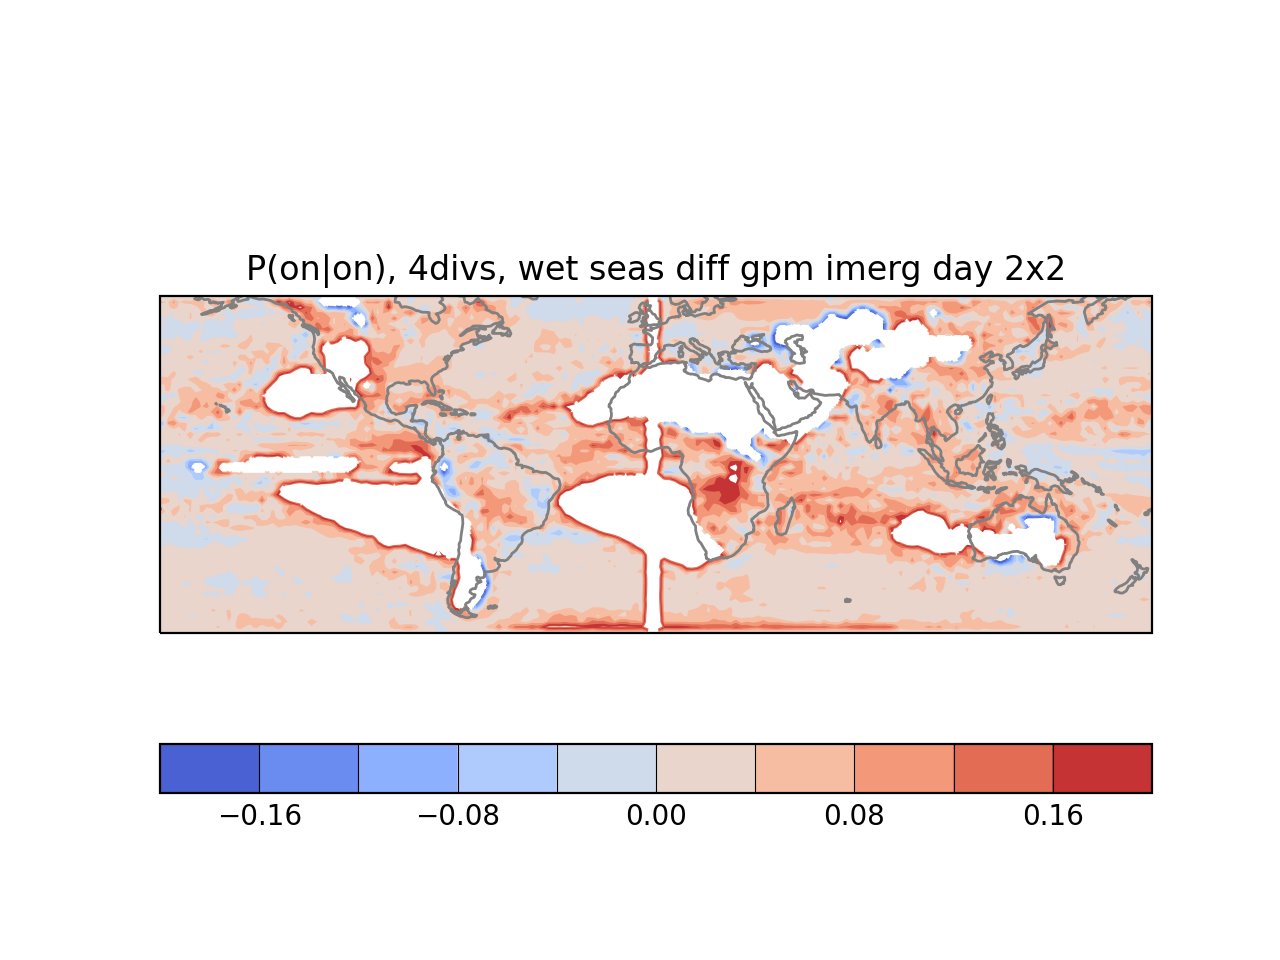 P(on|on), 4divs, wet seas diff gpm imerg day 2x2
−0.16 −0.08 0.00 0.08 0.16